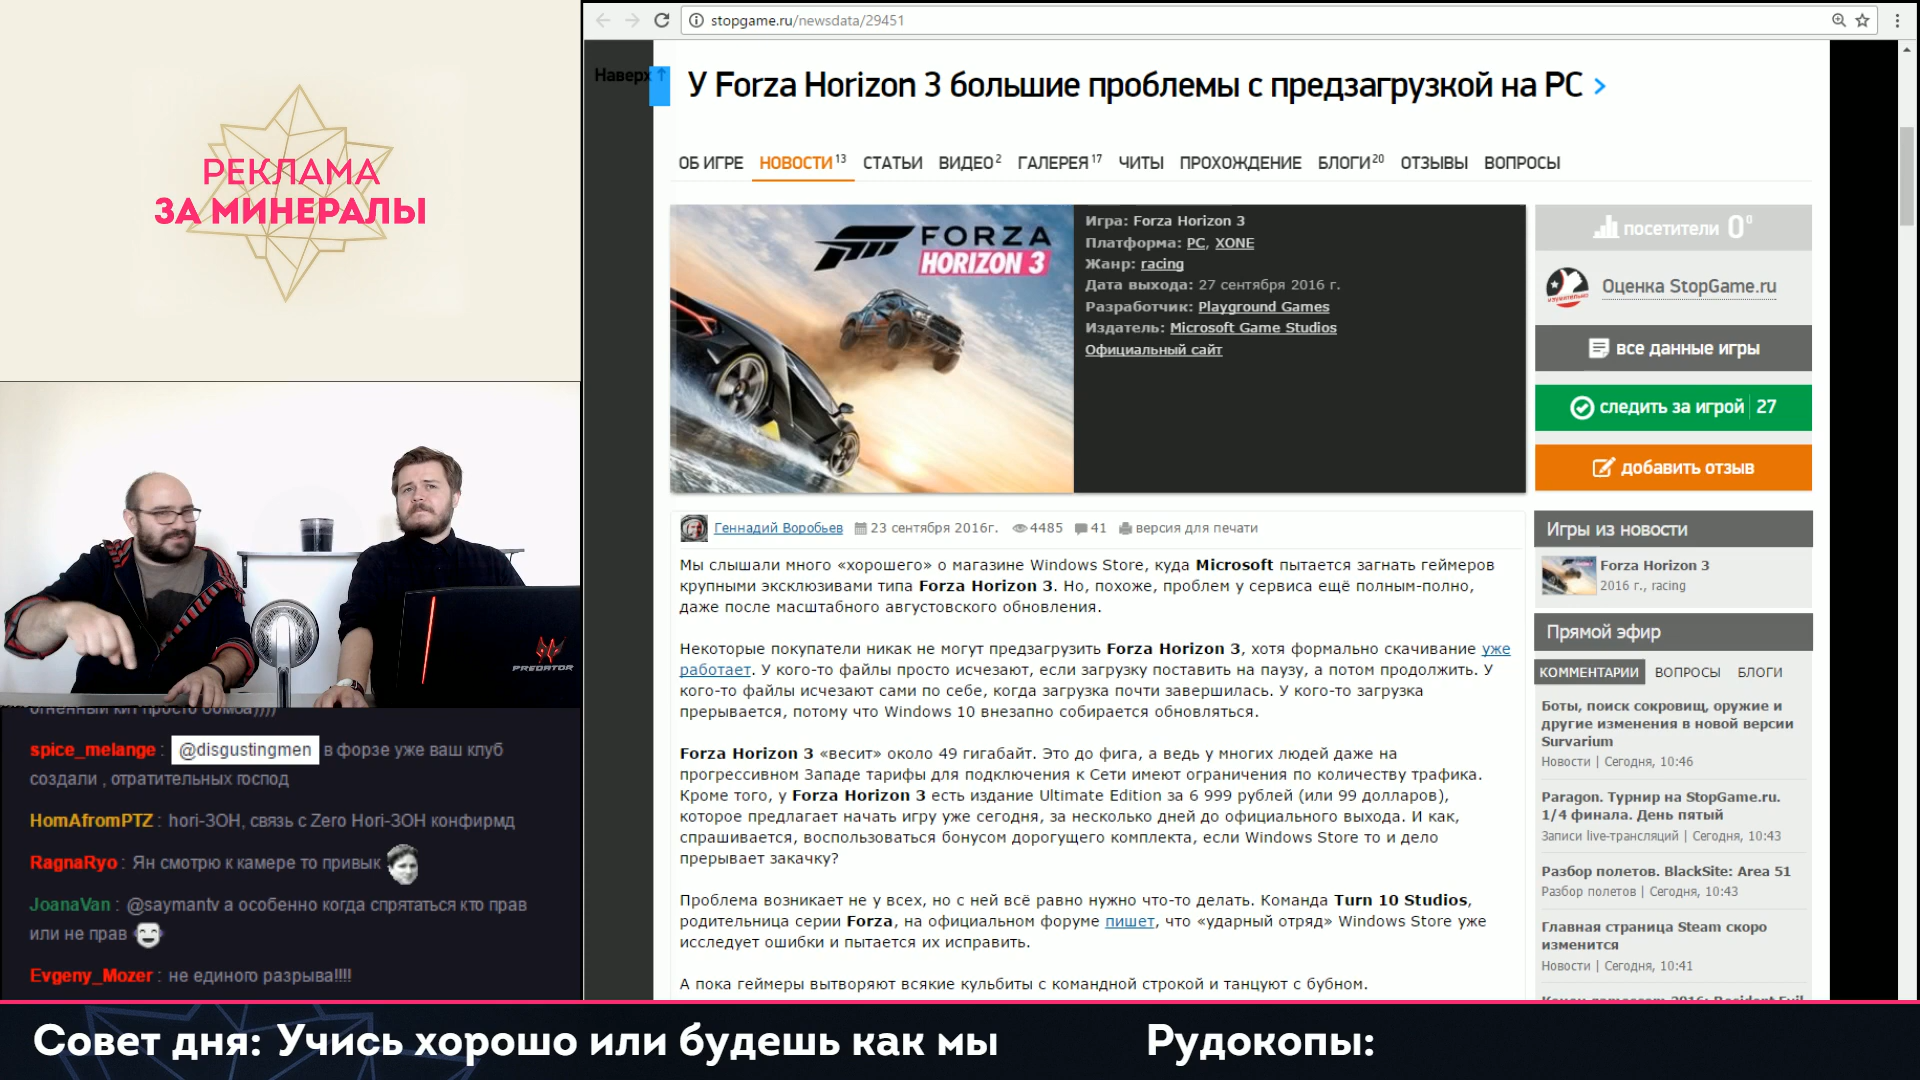 stopgame.ru/newsdata/29451
РЕКЛАМА
ЗА МИНЕРАЛЫ
Наверх ↑
У Forza Horizon 3 большие проблемы с предзагрузкой на PC >
ОБ ИГРЕ НОВОСТИ 13 СТАТЬИ ВИДЕО 2 ГАЛЕРЕЯ 17 ЧИТЫ ПРОХОЖДЕНИЕ БЛОГИ 20 ОТЗЫВЫ ВОПРОСЫ
FORZA
HORIZON 3
Игра: Forza Horizon 3
Платформа: PC, XONE
Жанр: racing
Дата выхода: 27 сентября 2016 г.
Разработчик: Playground Games
Издатель: Microsoft Game Studios
Официальный сайт
посетители 0 0
Оценка StopGame.ru
все данные игры
следить за игрой 27
добавить отзыв
Геннадий Воробьев 23 сентября 2016г. 4485 41 версия для печати
Мы слышали много «хорошего» о магазине Windows Store, куда Microsoft пытается загнать геймеров
крупными эксклюзивами типа Forza Horizon 3. Но, похоже, проблем у сервиса ещё полным-полно,
даже после масштабного августовского обновления.
Некоторые покупатели никак не могут предзагрузить Forza Horizon 3, хотя формально скачивание уже
работает. У кого-то файлы просто исчезают, если загрузку поставить на паузу, а потом продолжить. У
кого-то файлы исчезают сами по себе, когда загрузка почти завершилась. У кого-то загрузка
прерывается, потому что Windows 10 внезапно собирается обновляться.
Forza Horizon 3 «весит» около 49 гигабайт. Это до фига, а ведь у многих людей даже на
прогрессивном Западе тарифы для подключения к Сети имеют ограничения по количеству трафика.
Кроме того, у Forza Horizon 3 есть издание Ultimate Edition за 6 999 рублей (или 99 долларов),
которое предлагает начать игру уже сегодня, за несколько дней до официального выхода. И как,
спрашивается, воспользоваться бонусом дорогущего комплекта, если Windows Store то и дело
прерывает закачку?
Проблема возникает не у всех, но с ней всё равно нужно что-то делать. Команда Turn 10 Studios,
родительница серии Forza, на официальном форуме пишет, что «ударный отряд» Windows Store уже
исследует ошибки и пытается их исправить.
А пока геймеры вытворяют всякие кульбиты с командной строкой и танцуют с бубном.
Игры из новости
Forza Horizon 3
2016 г., racing
Прямой эфир
КОММЕНТАРИИ ВОПРОСЫ БЛОГИ
Боты, поиск сокровищ, оружие и
другие изменения в новой версии
Survarium
Новости | Сегодня, 10:46
Paragon. Турнир на StopGame.ru.
1/4 финала. День пятый
Записи live-трансляций | Сегодня, 10:43
Разбор полетов. BlackSite: Area 51
Разбор полетов | Сегодня, 10:43
Главная страница Steam скоро
изменится
Новости | Сегодня, 10:41
PREDATOR
spice_melange : @disgustingmen в форзе уже ваш клуб
создали , отратительных господ
HomAfromPTZ : hori-ЗОН, связь с Zero Hori-ЗОН конфирмд
RagnaRyo : Ян смотрю к камере то привык
JoanaVan : @saymantv а особенно когда спрятаться кто прав
или не прав
Evgeny_Mozer : не единого разрыва!!!!
Совет дня: Учись хорошо или будешь как мы
Рудокопы: